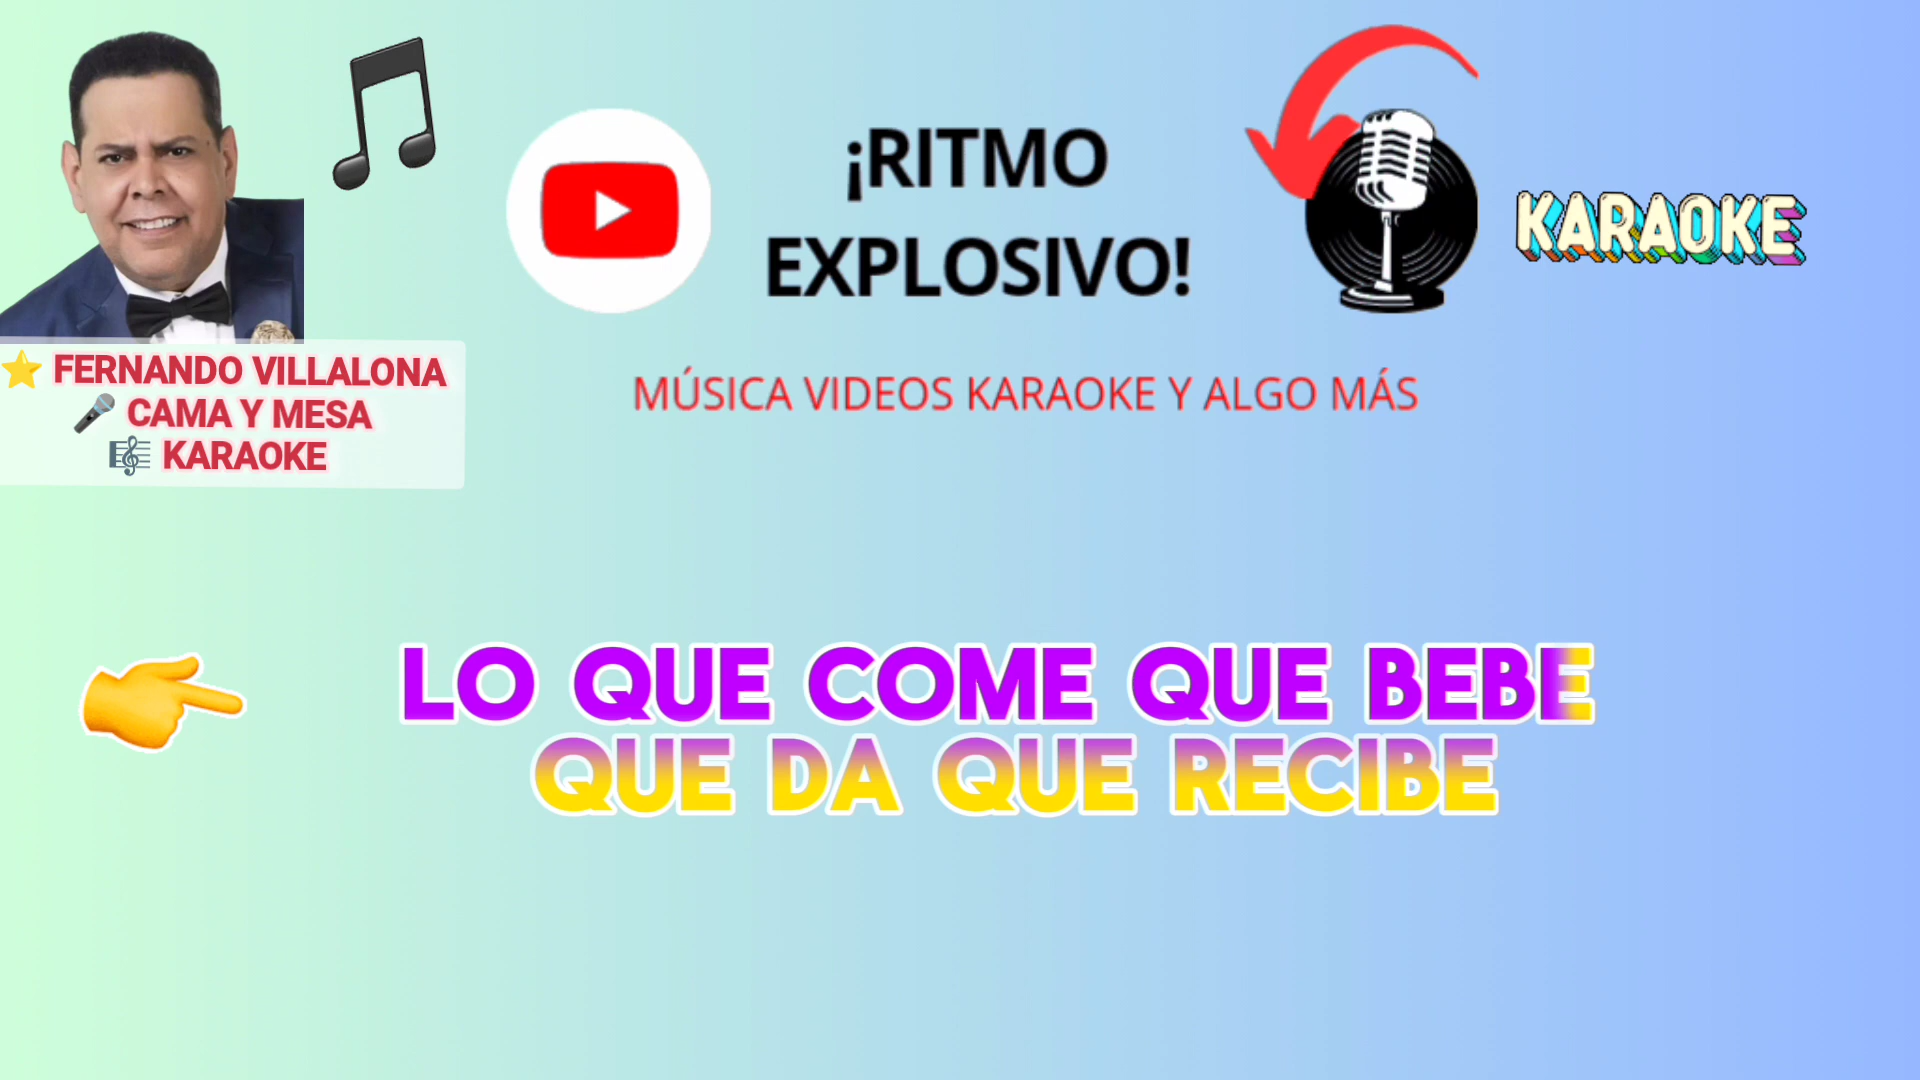 ¡RITMO
EXPLOSIVO!
KARAOKE
MÚSICA VIDEOS KARAOKE Y ALGO MÁS
FERNANDO VILLALONA
CAMA Y MESA
KARAOKE
LO QUE COME QUE BEBE
QUE DA QUE RECIBE